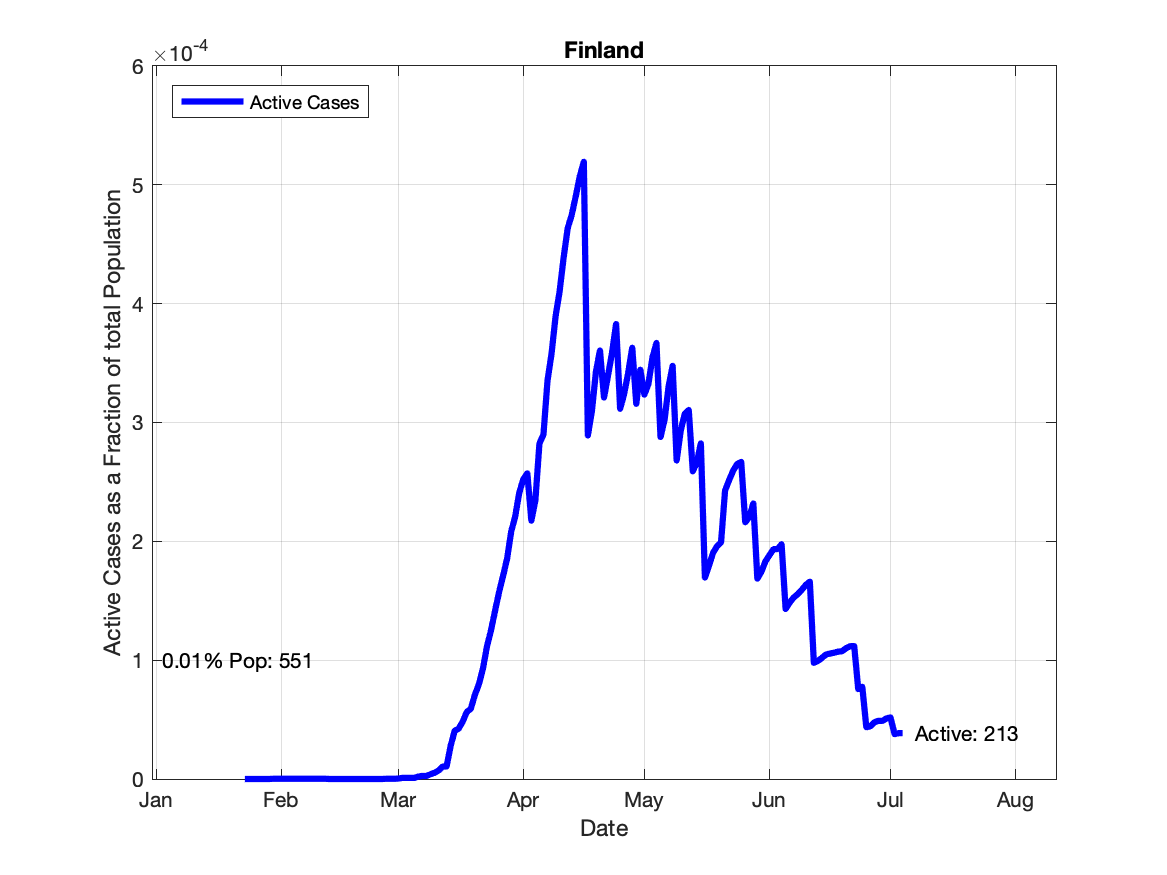 Finland
×10-4
Active Cases
6
5
4
3
2
1
0
Active Cases as a Fraction of total Population
0.01% Pop: 551
Active: 213
Jan Feb Mar Apr May Jun Jul Aug
Date